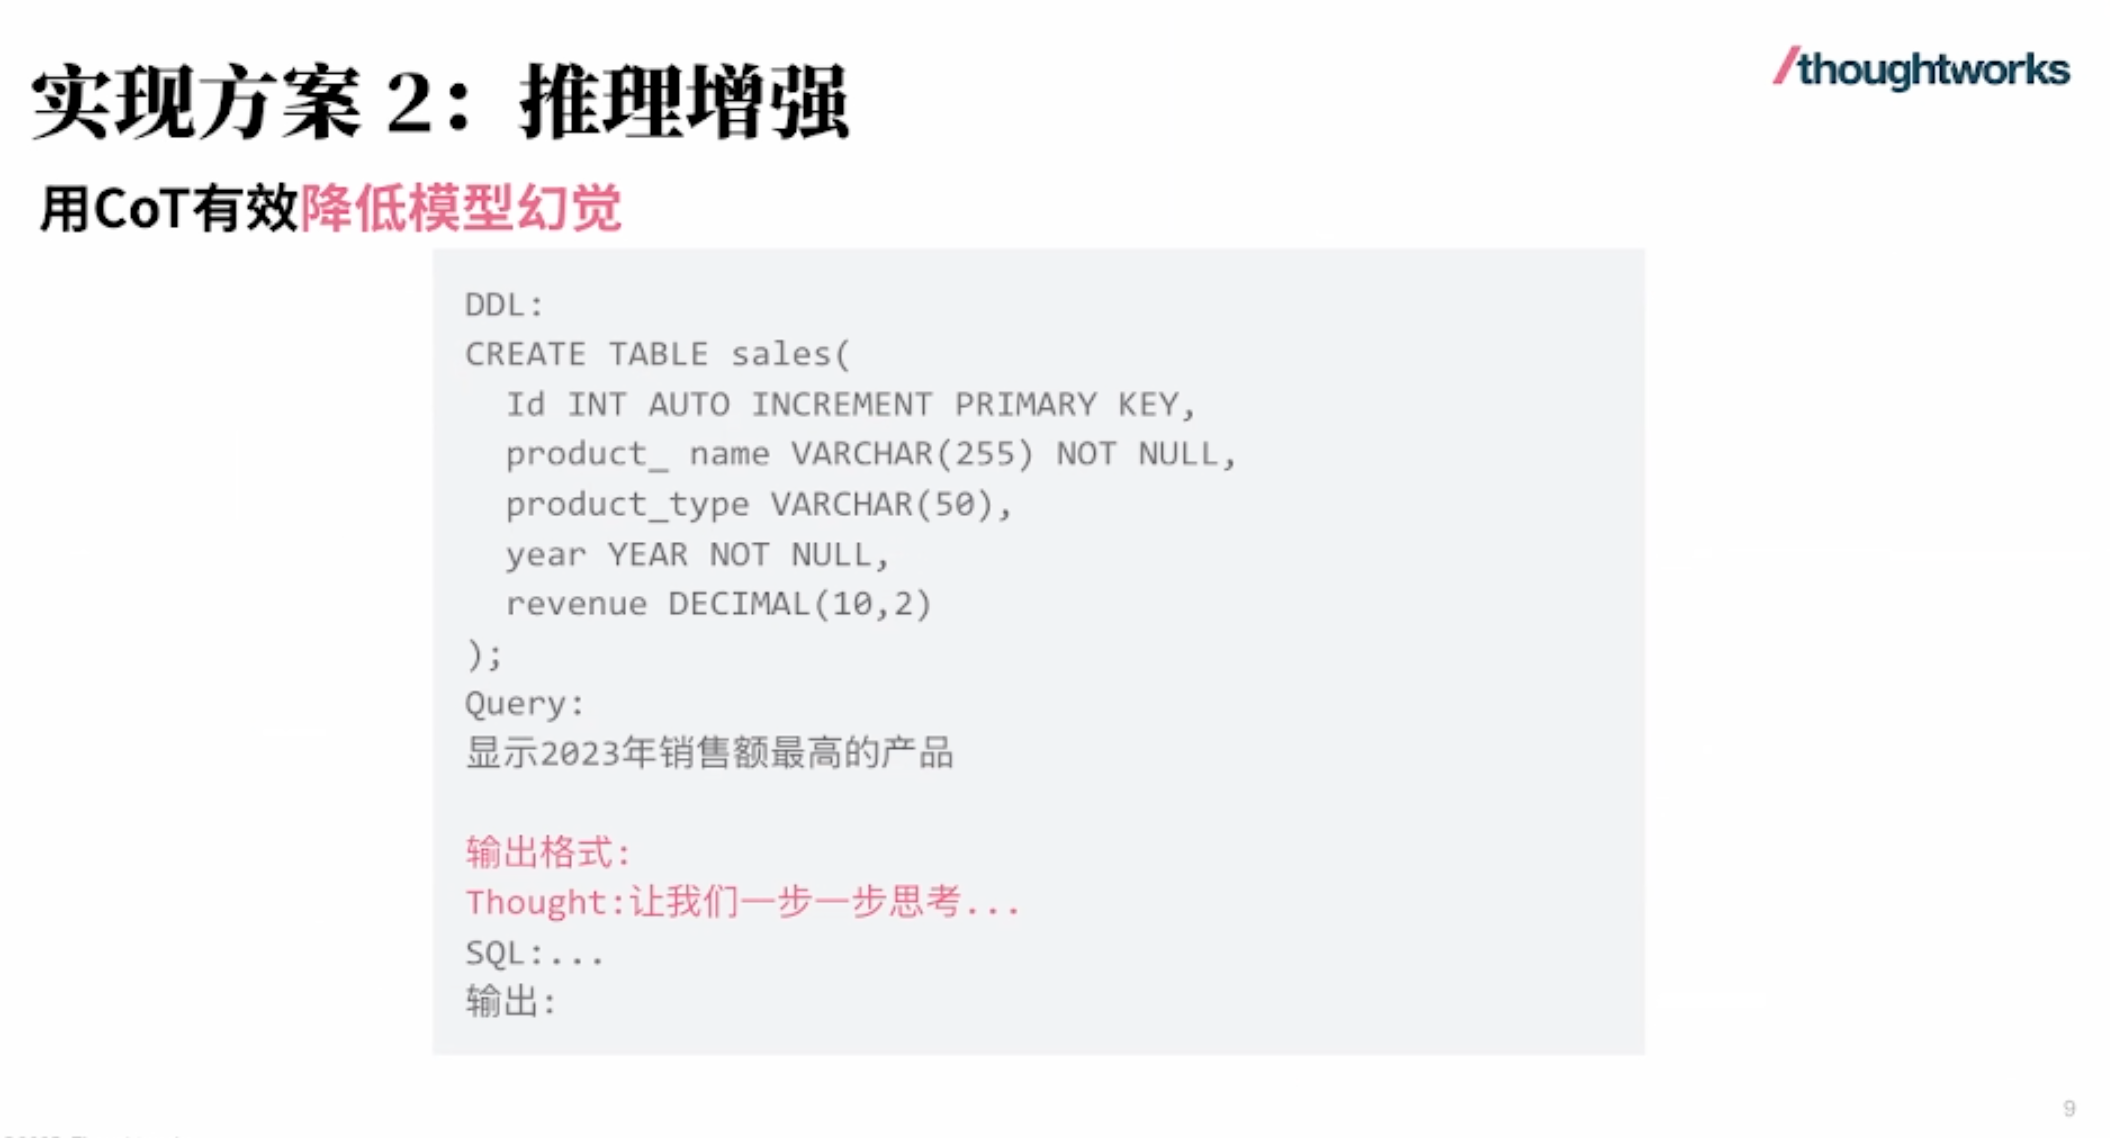 实现方案 2：推理增强
/thoughtworks
用CoT有效降低模型幻觉
DDL:
CREATE TABLE sales(
Id INT AUTO INCREMENT PRIMARY KEY,
product_ name VARCHAR(255) NOT NULL,
product_type VARCHAR(50),
year YEAR NOT NULL,
revenue DECIMAL(10,2)
);
Query:
显示2023年销售额最高的产品
输出格式:
Thought:让我们一步一步思考...
SQL:...
输出:
9